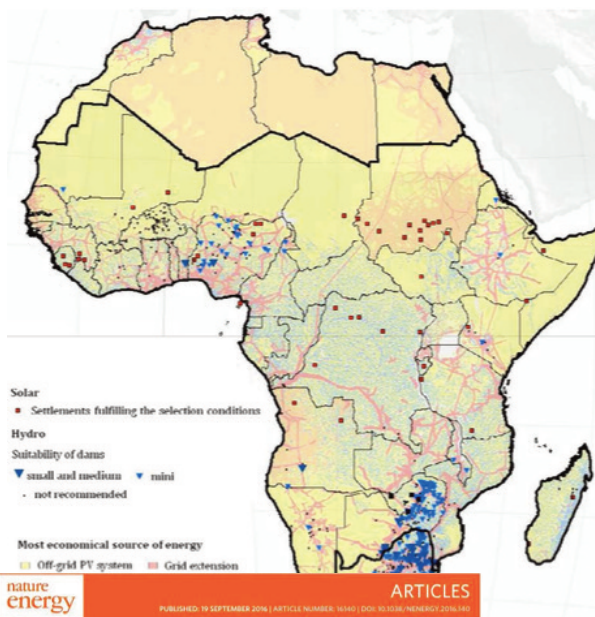 Solar
Settlements fulfilling the selection conditions
Hydro
Suitability of dams
small and medium mini
not recommended
Most economical source of energy
Off-grid PV system Grid extension
nature
energy
ARTICLES
PUBLISHED: 19 SEPTEMBER 2016 | ARTICLE NUMBER: 16140 | DOI: 10.1038/NENERGY.2016.140